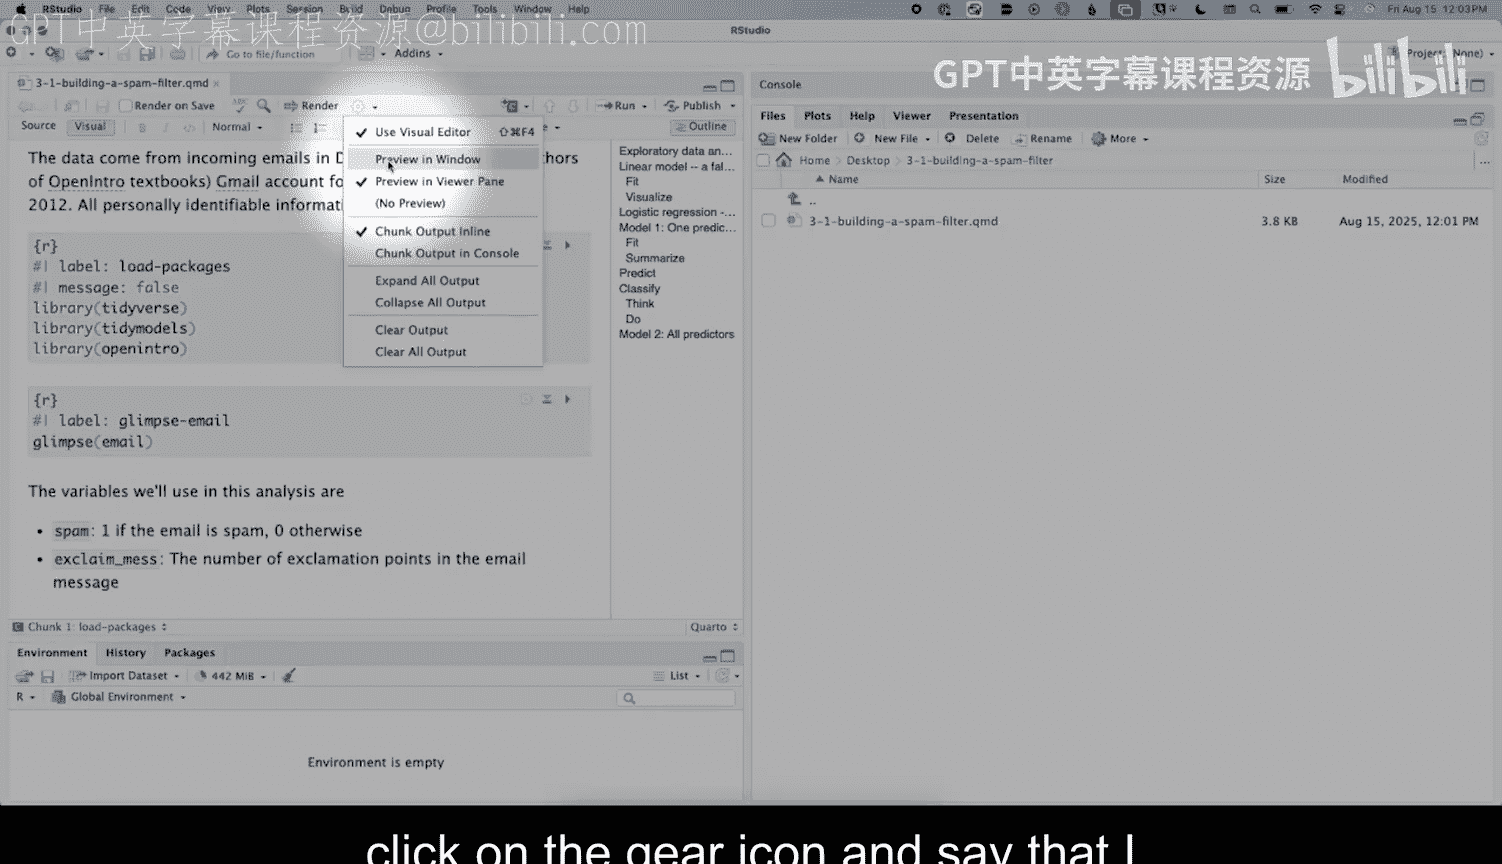 RStudio File Edit Code View Plots Session Build Debug Profile Tools Window Help Fri Aug 15 12:03PM
GPT中英字幕课程资源@bilibili.com
RStudio
Go to file/function Addins
GPT中英字幕课程资源 bilibili
3-1-building-a-spam-filter.qmd
Render on Save Render Run Publish
Source Visual Normal Outline
Use Visual Editor ⇧⌘F4
Preview in Window
Preview in Viewer Pane
(No Preview)
Chunk Output Inline
Chunk Output in Console
Expand All Output
Collapse All Output
Clear Output
Clear All Output
The data come from incoming emails in D
of OpenIntro textbooks) Gmail account fo
2012. All personally identifiable informati
{r}
#| label: load-packages
#| message: false
library(tidyverse)
library(tidymodels)
library(openintro)
{r}
#| label: glimpse-email
glimpse(email)
The variables we'll use in this analysis are
• spam: 1 if the email is spam, 0 otherwise
• exclaim_mess: The number of exclamation points in the email
message
Exploratory data an...
Linear model -- a fal...
Fit
Visualize
Logistic regression -...
Model 1: One predic...
Fit
Summarize
Predict
Classify
Think
Do
Model 2: All predictors
Chunk 1: load-packages Quarto
Environment History Packages
Import Dataset 442 MiB List
R Global Environment
Environment is empty
Console
Files Plots Help Viewer Presentation
New Folder New File Delete Rename More
Home Desktop 3-1-building-a-spam-filter
Name Size Modified
..
3-1-building-a-spam-filter.qmd 3.8 KB Aug 15, 2025, 12:01 PM
click on the gear icon and say that I